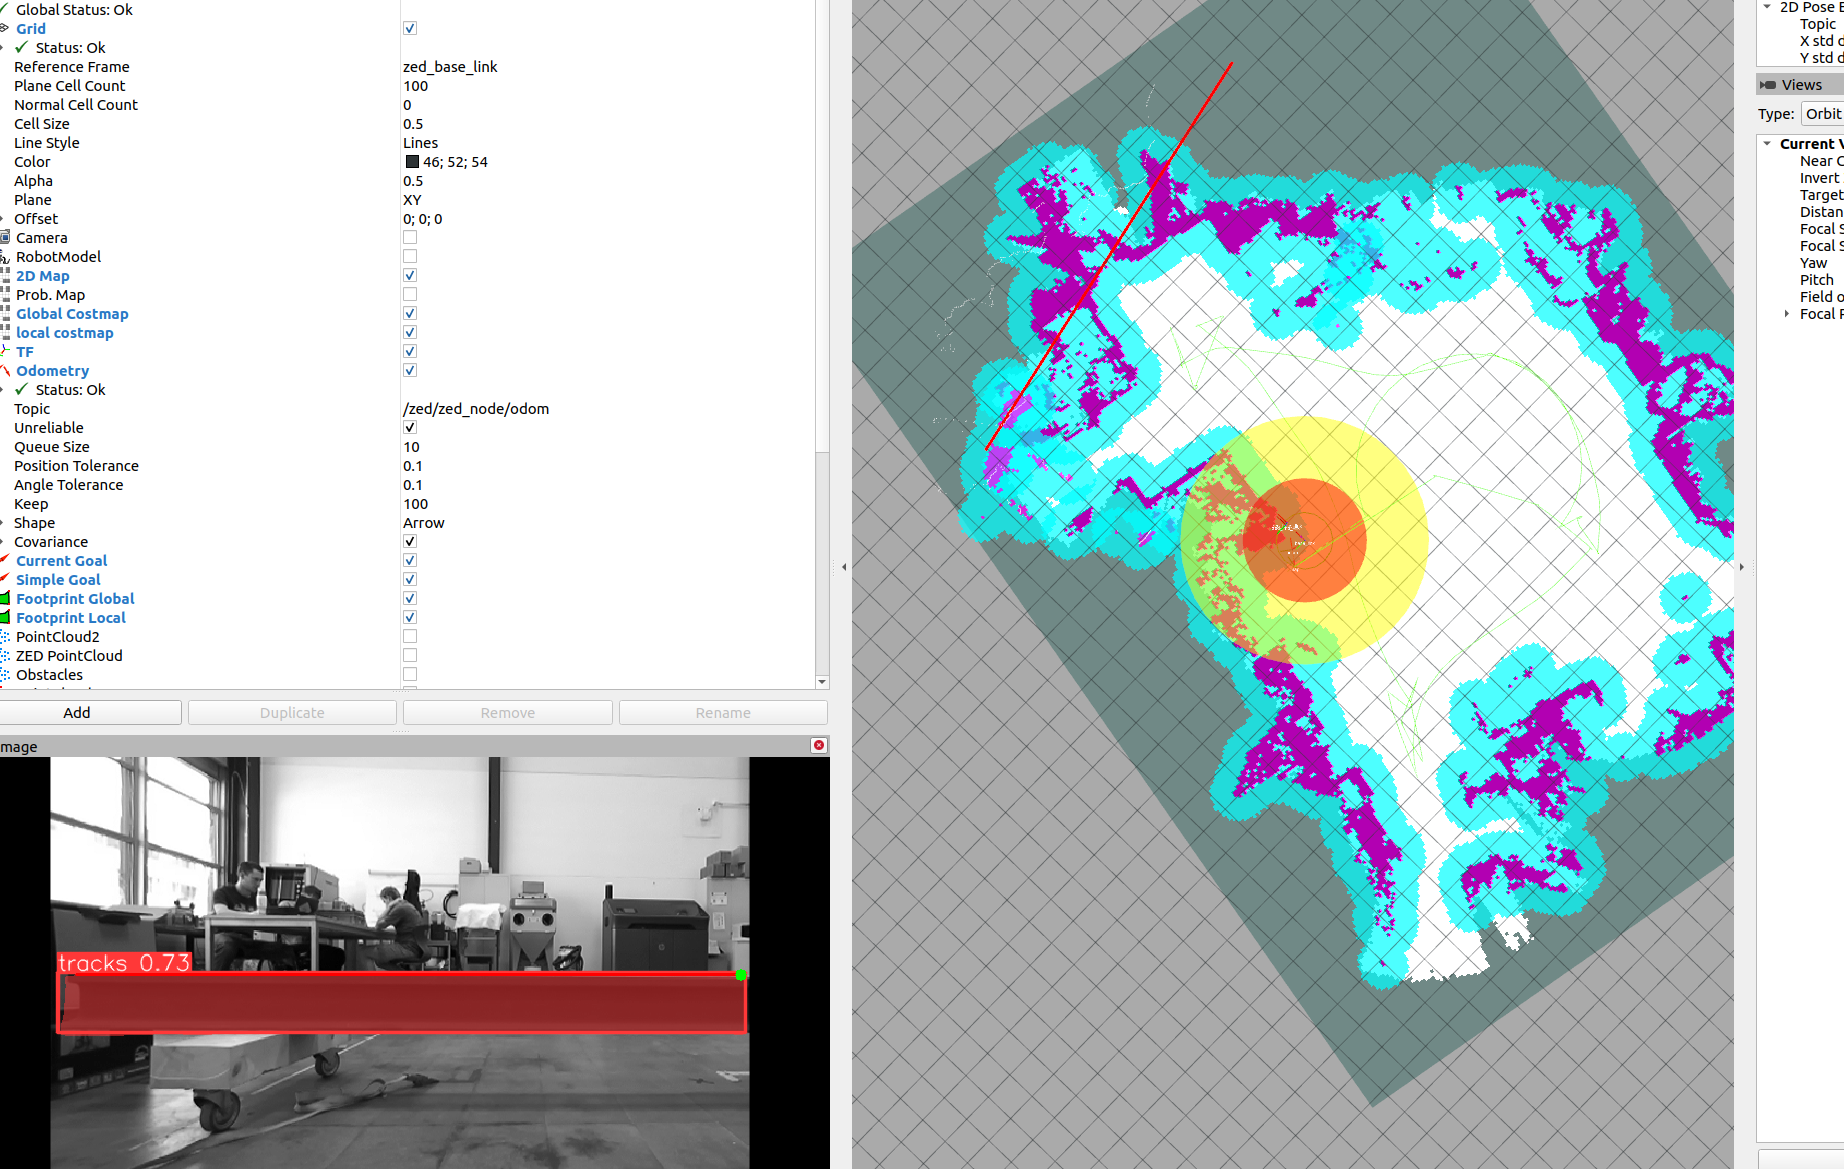 Global Status: Ok
Grid
Status: Ok
Reference Frame zed_base_link
Plane Cell Count 100
Normal Cell Count 0
Cell Size 0.5
Line Style Lines
Color 46; 52; 54
Alpha 0.5
Plane XY
Offset 0; 0; 0
Camera
RobotModel
2D Map
Prob. Map
Global Costmap
local costmap
TF
Odometry
Status: Ok
Topic /zed/zed_node/odom
Unreliable
Queue Size 10
Position Tolerance 0.1
Angle Tolerance 0.1
Keep 100
Shape Arrow
Covariance
Current Goal
Simple Goal
Footprint Global
Footprint Local
PointCloud2
ZED PointCloud
Obstacles
Add Duplicate Remove Rename
mage
tracks 0.73
2D Pose E
Topic
X std d
Y std d
Views
Type: Orbit
Current V
Near C
Invert
Target
Distan
Focal S
Focal S
Yaw
Pitch
Field o
Focal P